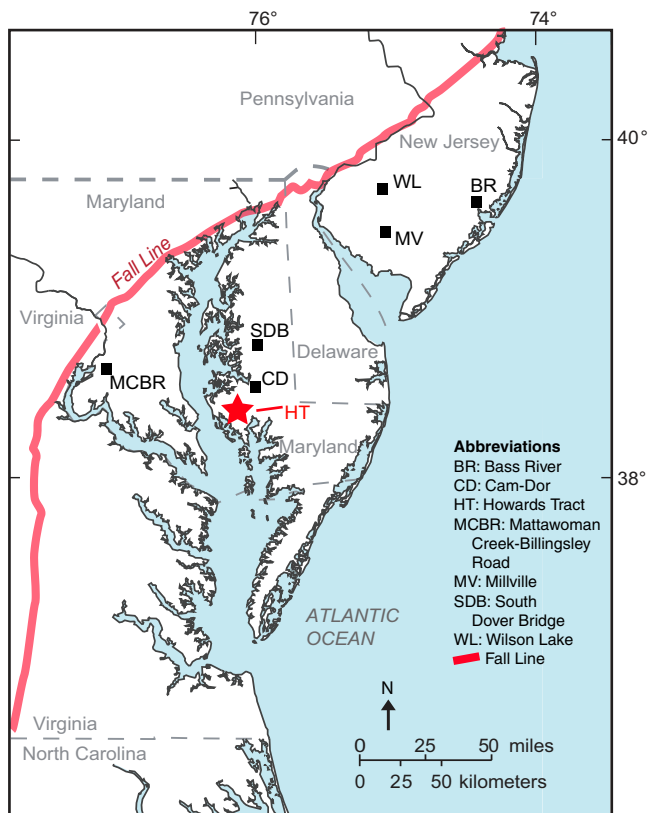 76°
74°
Pennsylvania
New Jersey
40°
WL
BR
Maryland
MV
Fall Line
Virginia
SDB
Delaware
MCBR
CD
HT
Maryland
Abbreviations
BR: Bass River
CD: Cam-Dor
HT: Howards Tract
MCBR: Mattawoman
Creek-Billingsley
Road
MV: Millville
SDB: South
Dover Bridge
WL: Wilson Lake
Fall Line
38°
ATLANTIC
OCEAN
N
Virginia
North Carolina
0 25 50 miles
0 25 50 kilometers